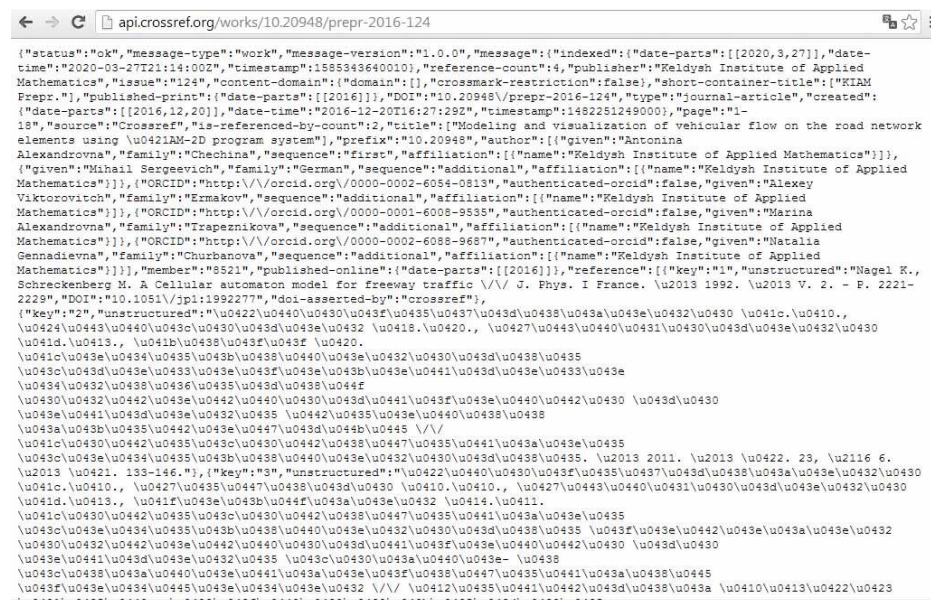 api.crossref.org/works/10.20948/prepr-2016-124
{"status":"ok","message-type":"work","message-version":"1.0.0","message":{"indexed":{"date-parts":[[2020,3,27]],"date-
time":"2020-03-27T21:14:00Z","timestamp":1585343640010},"reference-count":4,"publisher":"Keldysh Institute of Applied
Mathematics","issue":"124","content-domain":{"domain":[],"crossmark-restriction":false},"short-container-title":["KIAM
Prepr."],"published-print":{"date-parts":[[2016]]},"DOI":"10.20948\/prepr-2016-124","type":"journal-article","created":
{"date-parts":[[2016,12,20]],"date-time":"2016-12-20T16:27:29Z","timestamp":1482251249000},"page":"1-
18","source":"Crossref","is-referenced-by-count":2,"title":["Modeling and visualization of vehicular flow on the road network
elements using \u0421AM-2D program system"],"prefix":"10.20948","author":[{"given":"Antonina
Alexandrovna","family":"Chechina","sequence":"first","affiliation":[{"name":"Keldysh Institute of Applied Mathematics"}]},
{"given":"Mihail Sergeevich","family":"German","sequence":"additional","affiliation":[{"name":"Keldysh Institute of Applied
Mathematics"}]},{"ORCID":"http:\/\/orcid.org\/0000-0002-6054-0813","authenticated-orcid":false,"given":"Alexey
Viktorovitch","family":"Ermakov","sequence":"additional","affiliation":[{"name":"Keldysh Institute of Applied
Mathematics"}]},{"ORCID":"http:\/\/orcid.org\/0000-0001-6008-9535","authenticated-orcid":false,"given":"Marina
Alexandrovna","family":"Trapeznikova","sequence":"additional","affiliation":[{"name":"Keldysh Institute of Applied
Mathematics"}]},{"ORCID":"http:\/\/orcid.org\/0000-0002-6088-9687","authenticated-orcid":false,"given":"Natalia
Gennadievna","family":"Churbanova","sequence":"additional","affiliation":[{"name":"Keldysh Institute of Applied
Mathematics"}]}],"member":"8521","published-online":{"date-parts":[[2016]]},"reference":[{"key":"1","unstructured":"Nagel K.,
Schreckenberg M. A Cellular automaton model for freeway traffic \/\/ J. Phys. I France. \u2013 1992. \u2013 V. 2. - P. 2221-
2229","DOI":"10.1051\/jp1:1992277","doi-asserted-by":"crossref"},
{"key":"2","unstructured":"\u0422\u0440\u0430\u043f\u0435\u0437\u043d\u0438\u043a\u043e\u0432\u0430 \u041c.\u0410.,
\u0424\u0443\u0440\u043c\u0430\u043d\u043e\u0432 \u0418.\u0420., \u0427\u0443\u0440\u0431\u0430\u043d\u043e\u0432\u0430
\u041d.\u0413., \u041b\u0438\u043f\u043f \u0420.
\u041c\u043e\u0434\u0435\u043b\u0438\u0440\u043e\u0432\u0430\u043d\u0438\u0435
\u043c\u043d\u043e\u0433\u043e\u043f\u043e\u043b\u043e\u0441\u043d\u043e\u0433\u043e
\u0434\u0432\u0438\u0436\u0435\u043d\u0438\u044f
\u0430\u0432\u0442\u043e\u0442\u0440\u0430\u043d\u0441\u043f\u043e\u0440\u0442\u0430 \u043d\u0430
\u043e\u0441\u043d\u043e\u0432\u0435 \u0442\u0435\u043e\u0440\u0438\u0438
\u043a\u043b\u0435\u0442\u043e\u0447\u043d\u044b\u0445 \/\/
\u041c\u0430\u0442\u0435\u043c\u0430\u0442\u0438\u0447\u0435\u0441\u043a\u043e\u0435
\u043c\u043e\u0434\u0435\u043b\u0438\u0440\u043e\u0432\u0430\u043d\u0438\u0435. \u2013 2011. \u2013 \u0422. 23, \u2116 6.
\u2013 \u0421. 133-146."},{"key":"3","unstructured":"\u0422\u0440\u0430\u043f\u0435\u0437\u043d\u0438\u043a\u043e\u0432\u0430
\u041c.\u0410., \u0427\u0435\u0447\u0438\u043d\u0430 \u0410.\u0410., \u0427\u0443\u0440\u0431\u0430\u043d\u043e\u0432\u0430
\u041d.\u0413., \u041f\u043e\u043b\u044f\u043a\u043e\u0432 \u0414.\u0411.
\u041c\u0430\u0442\u0435\u043c\u0430\u0442\u0438\u0447\u0435\u0441\u043a\u043e\u0435
\u043c\u043e\u0434\u0435\u043b\u0438\u0440\u043e\u0432\u0430\u043d\u0438\u0435 \u043f\u043e\u0442\u043e\u043a\u043e\u0432
\u0430\u0432\u0442\u043e\u0442\u0440\u0430\u043d\u0441\u043f\u043e\u0440\u0442\u0430 \u043d\u0430
\u043e\u0441\u043d\u043e\u0432\u0435 \u043c\u0430\u043a\u0440\u043e- \u0438
\u043c\u0438\u043a\u0440\u043e\u0441\u043a\u043e\u043f\u0438\u0447\u0435\u0441\u043a\u0438\u0445
\u043f\u043e\u0434\u0445\u043e\u0434\u043e\u0432 \/\/ \u0412\u0435\u0441\u0442\u043d\u0438\u043a \u0410\u0413\u0422\u0423